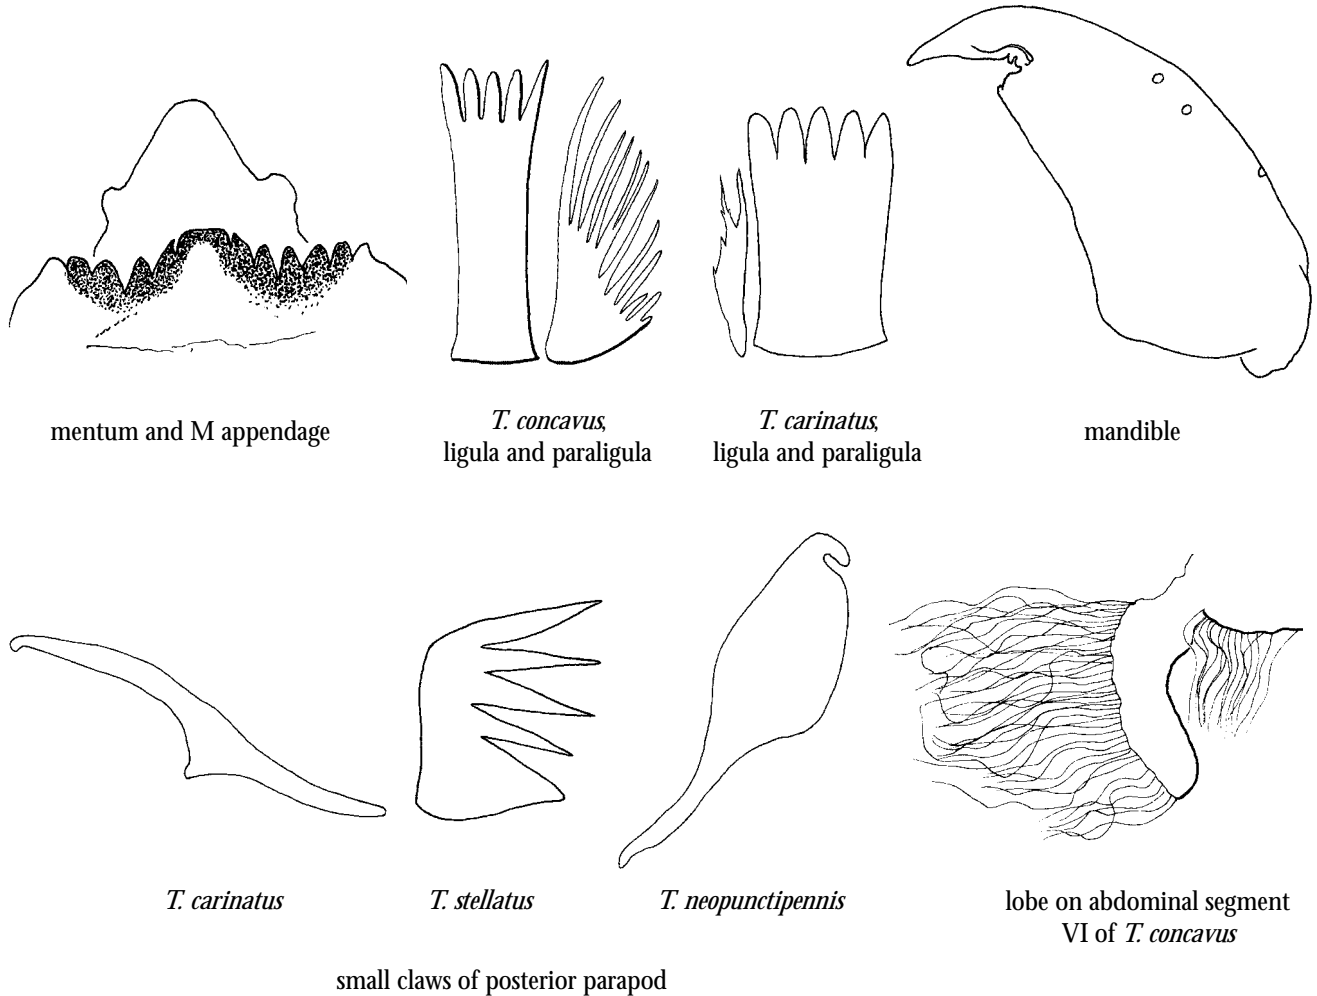 mentum and M appendage
T. concavus,
ligula and paraligula
T. carinatus,
ligula and paraligula
mandible
T. carinatus
T. stellatus
T. neopunctipennis
lobe on abdominal segment
VI of T. concavus
small claws of posterior parapod